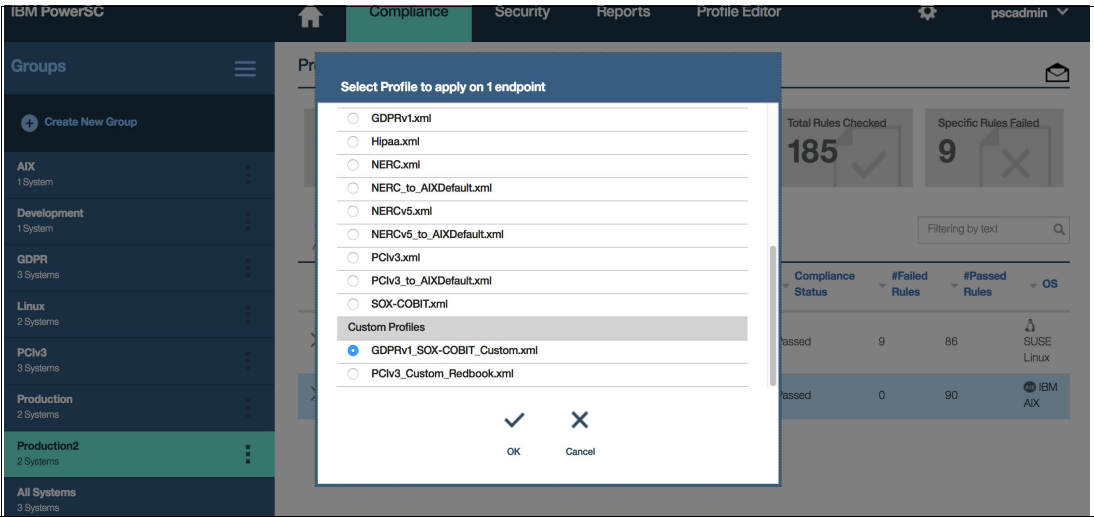 IBM PowerSC
Compliance
Security
Reports
Profile Editor
pscadmin
Groups
Create New Group
AIX
1 System
Development
1 System
GDPR
3 Systems
Linux
2 Systems
PCIv3
3 Systems
Production
2 Systems
Production2
2 Systems
All Systems
3 Systems
Pr
Select Profile to apply on 1 endpoint
GDPRv1.xml
Hipaa.xml
NERC.xml
NERC_to_AIXDefault.xml
NERCv5.xml
NERCv5_to_AIXDefault.xml
PCIv3.xml
PCIv3_to_AIXDefault.xml
SOX-COBIT.xml
Custom Profiles
GDPRv1_SOX-COBIT_Custom.xml
PCIv3_Custom_Redbook.xml
OK
Cancel
Total Rules Checked
185
Specific Rules Failed
9
Filtering by text
Compliance Status
#Failed Rules
#Passed Rules
OS
Passed
9
86
SUSE
Linux
Passed
0
90
IBM
AIX